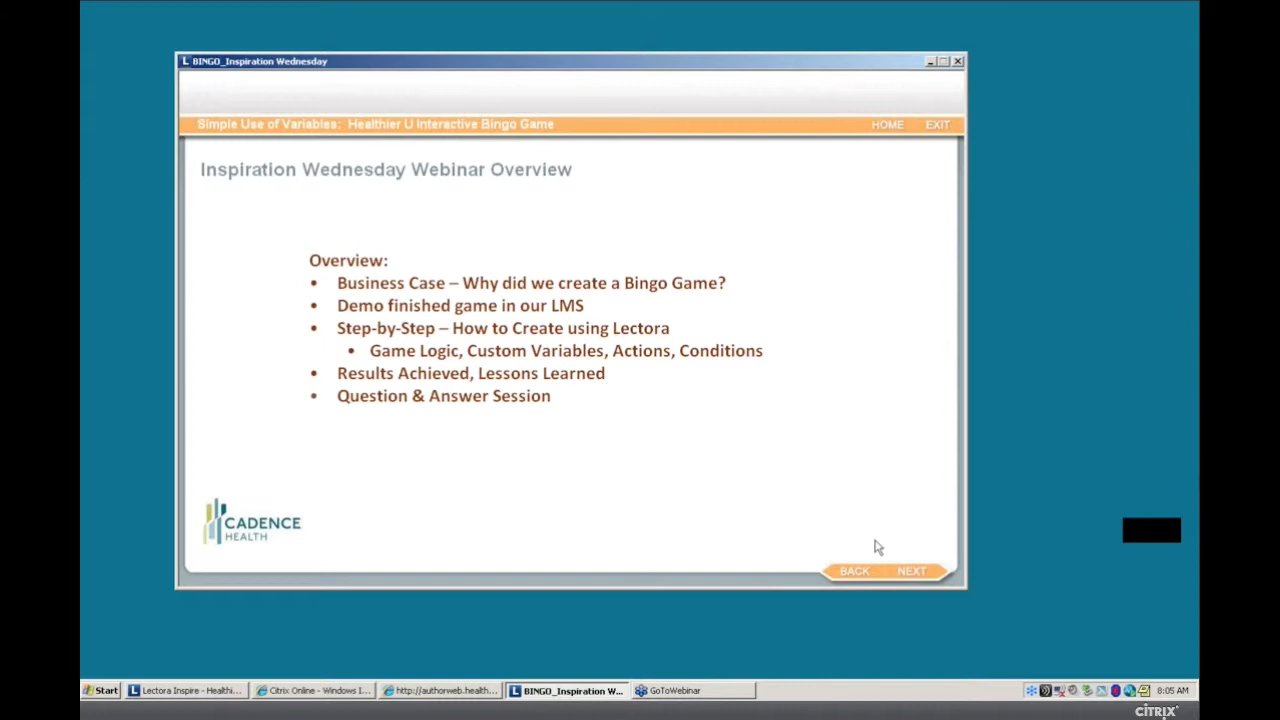 BINGO_Inspiration Wednesday
Simple Use of Variables: Healthier U Interactive Bingo Game
HOME EXIT
Inspiration Wednesday Webinar Overview
Overview:
• Business Case – Why did we create a Bingo Game?
• Demo finished game in our LMS
• Step-by-Step – How to Create using Lectora
• Game Logic, Custom Variables, Actions, Conditions
• Results Achieved, Lessons Learned
• Question & Answer Session
CADENCE
HEALTH
BACK NEXT
Start Lectora Inspire - Healthi... Citrix Online - Windows I... http://authorweb.health... BINGO_Inspiration W... GoToWebinar 8:05 AM
CITRIX